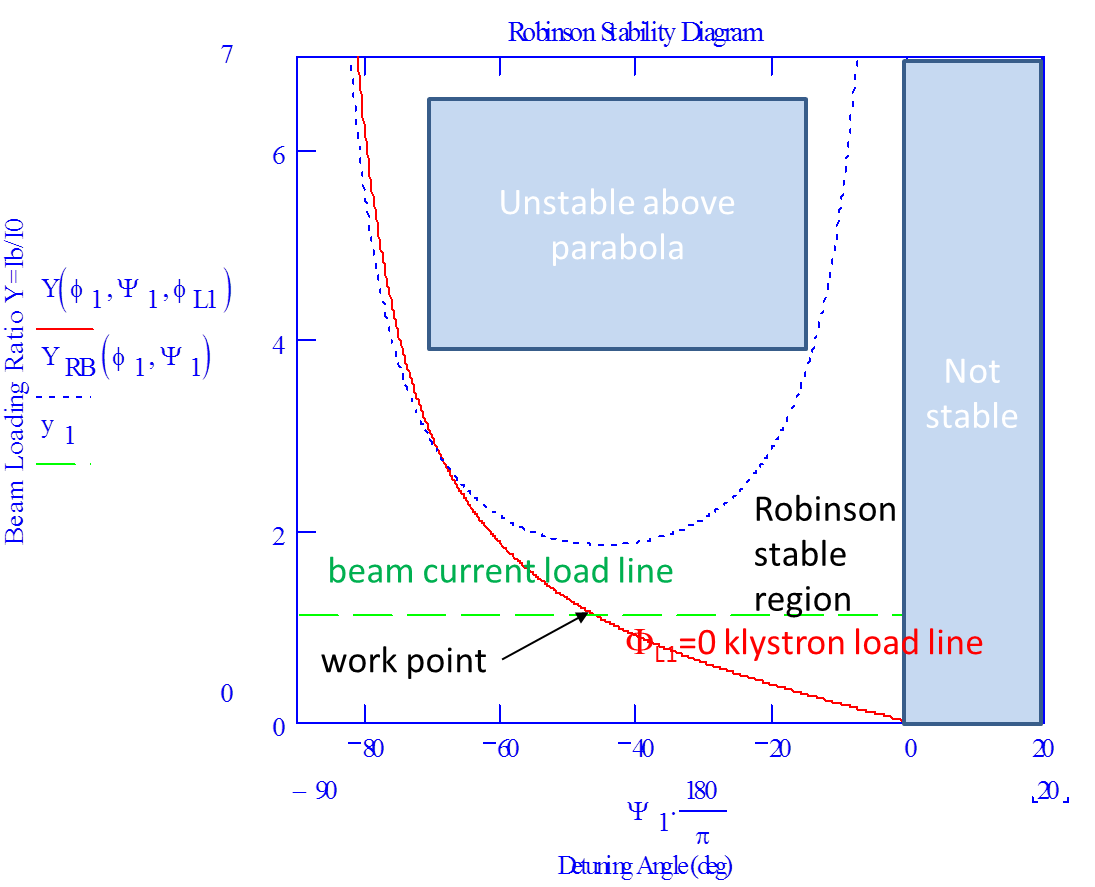 Robinson Stability Diagram
7
6
4
2
0
0
Beam Loading Ratio Y=Ib/I0
Y(ϕ 1 , Ψ 1 , ϕ L1)
Y RB (ϕ 1 , Ψ 1)
y 1
Unstable above
parabola
Not
stable
Robinson
stable
region
beam current load line
ΦL1=0 klystron load line
work point
−80 −60 −40 −20 0 20
− 90
20
Ψ 1 · 180
π
Detuning Angle (deg)